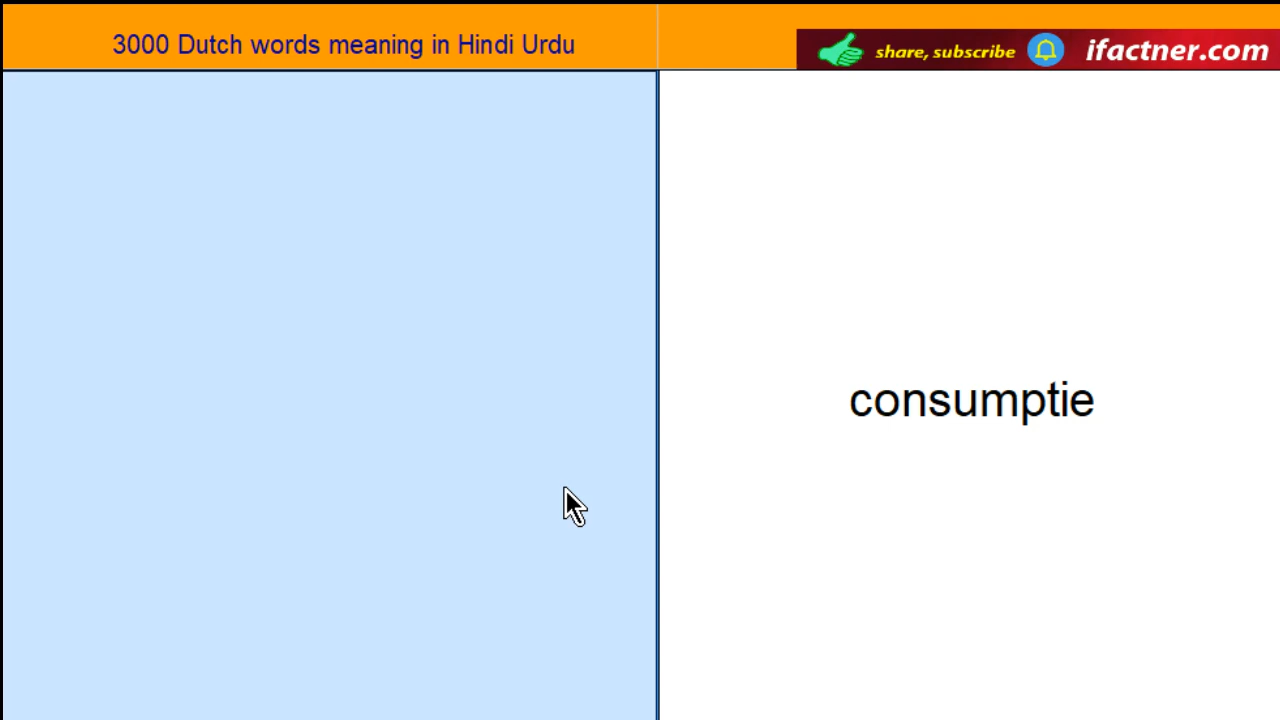 3000 Dutch words meaning in Hindi Urdu
share, subscribe
ifactner.com
consumptie